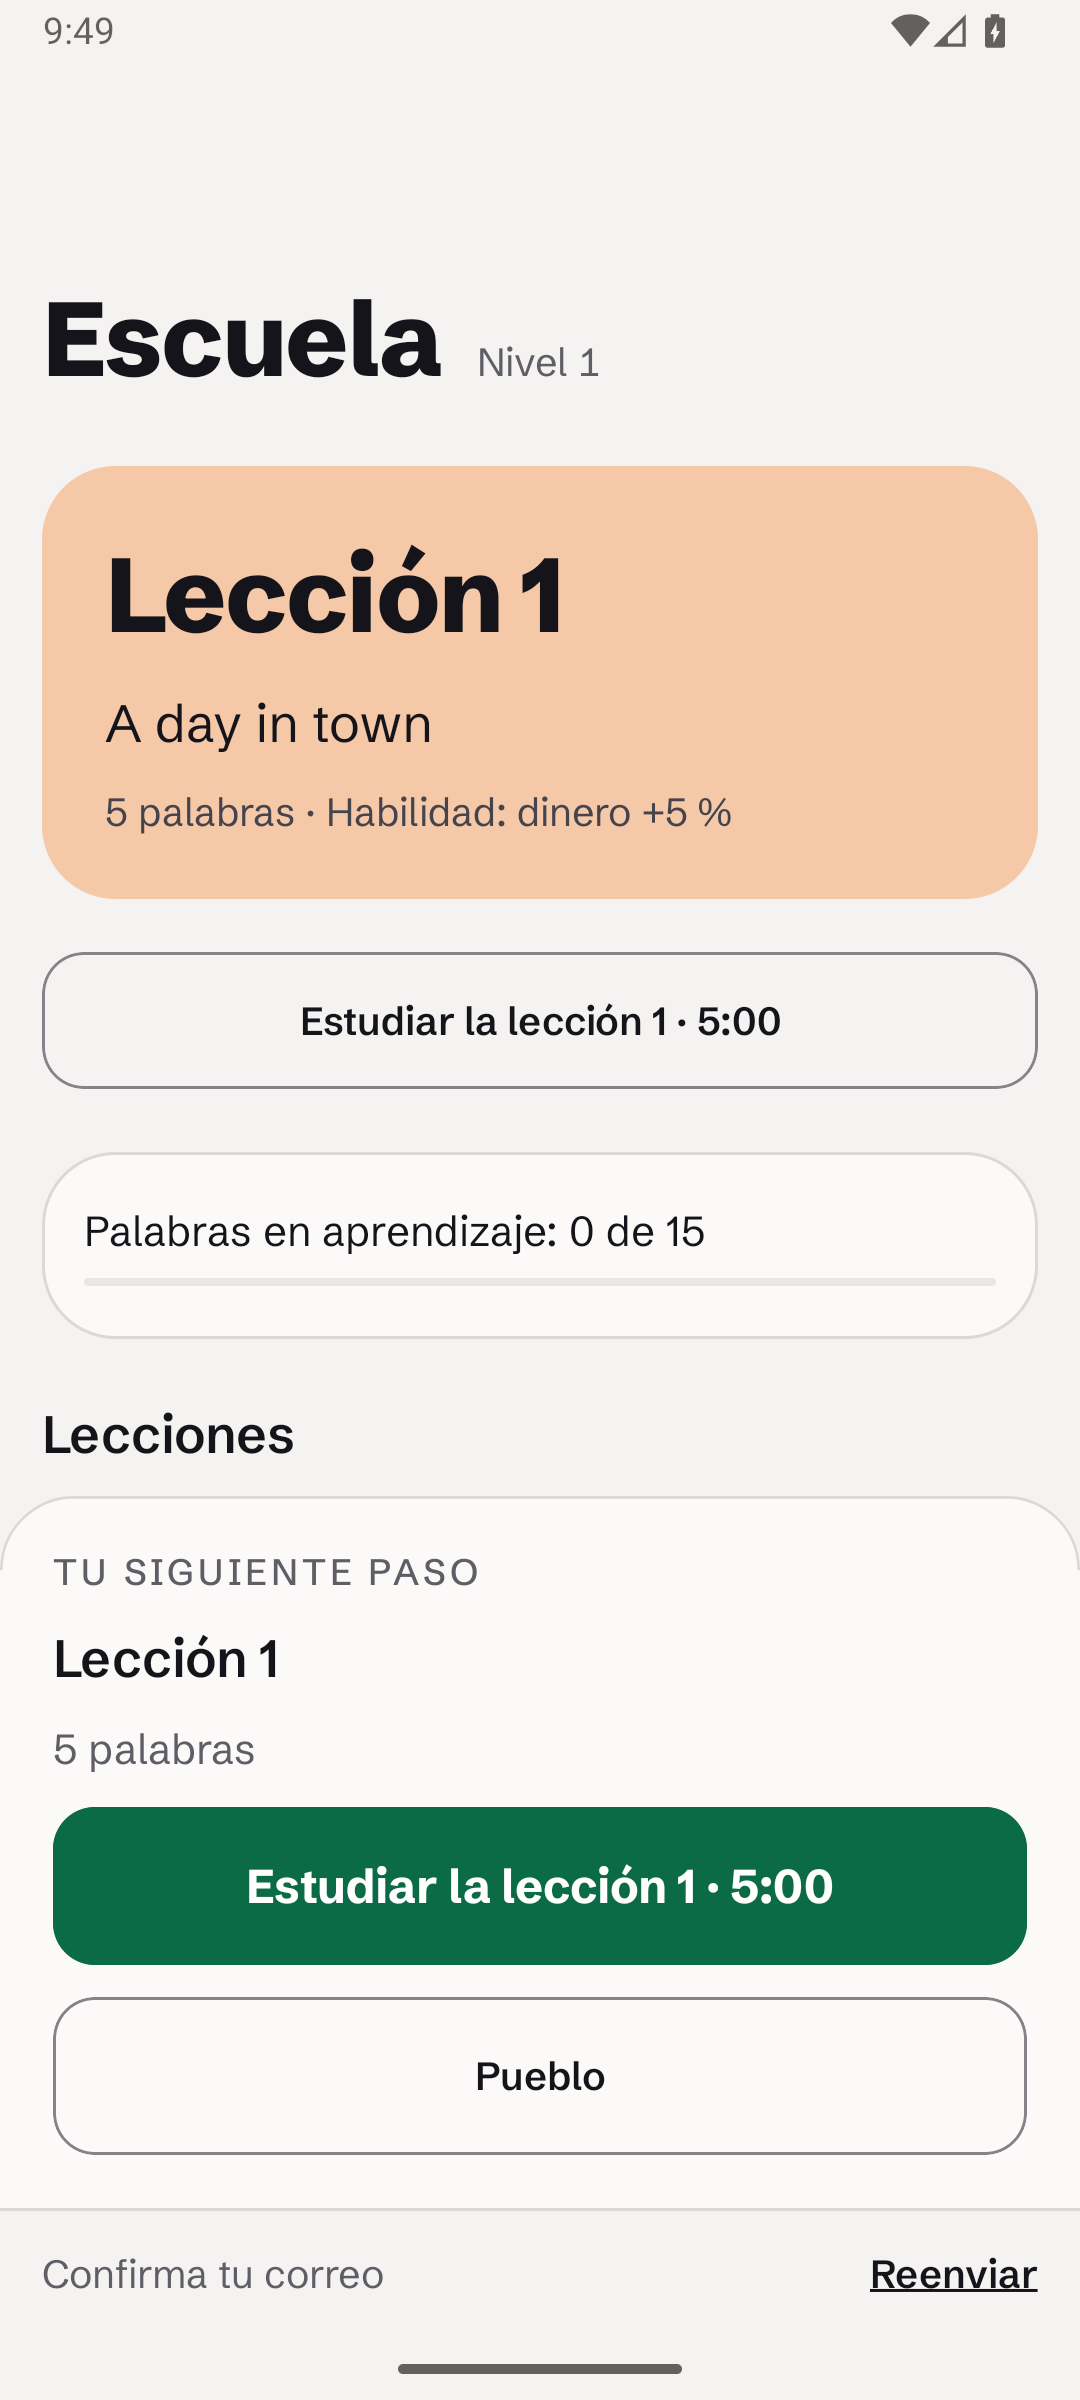 9:49
Escuela Nivel 1
Lección 1
A day in town
5 palabras · Habilidad: dinero +5 %
Estudiar la lección 1 · 5:00
Palabras en aprendizaje: 0 de 15
Lecciones
TU SIGUIENTE PASO
Lección 1
5 palabras
Estudiar la lección 1 · 5:00
Pueblo
Confirma tu correo Reenviar